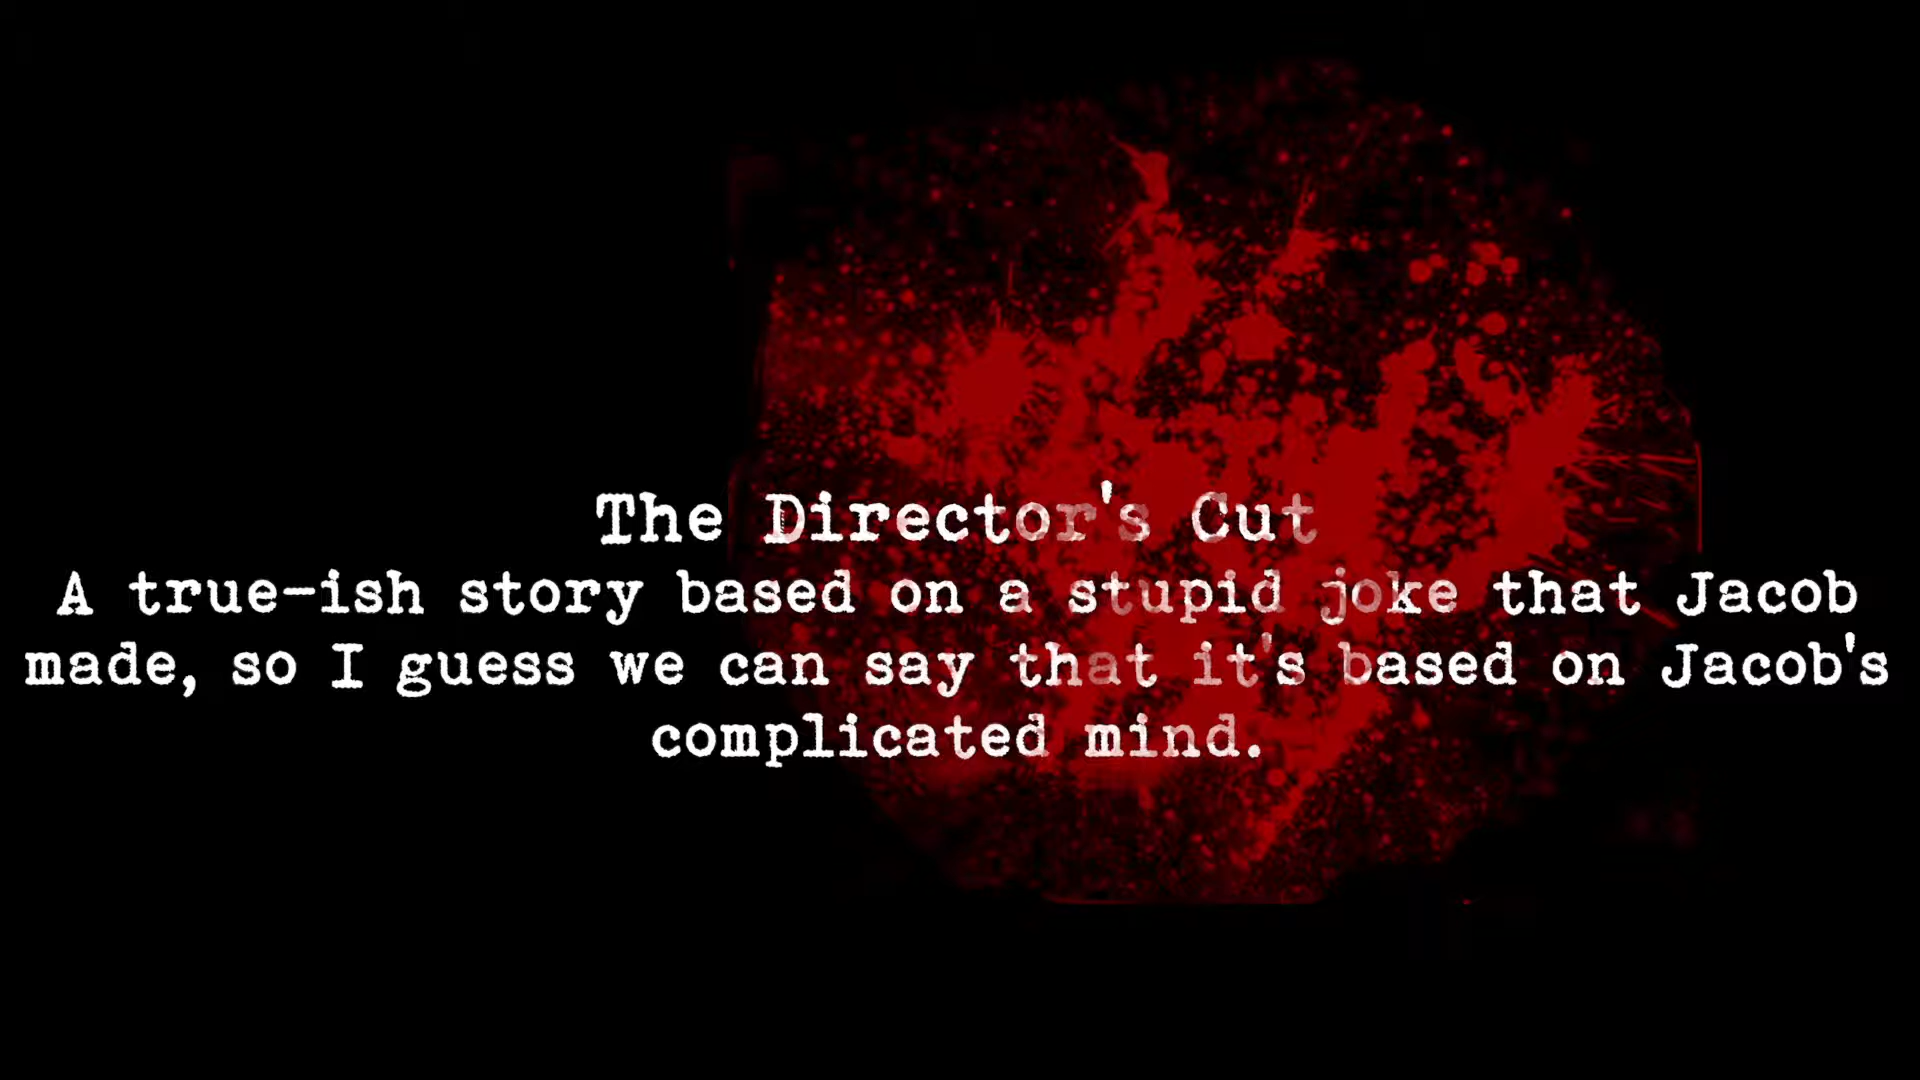 The Director's Cut
A true-ish story based on a stupid joke that Jacob
made, so I guess we can say that it's based on Jacob's
complicated mind.